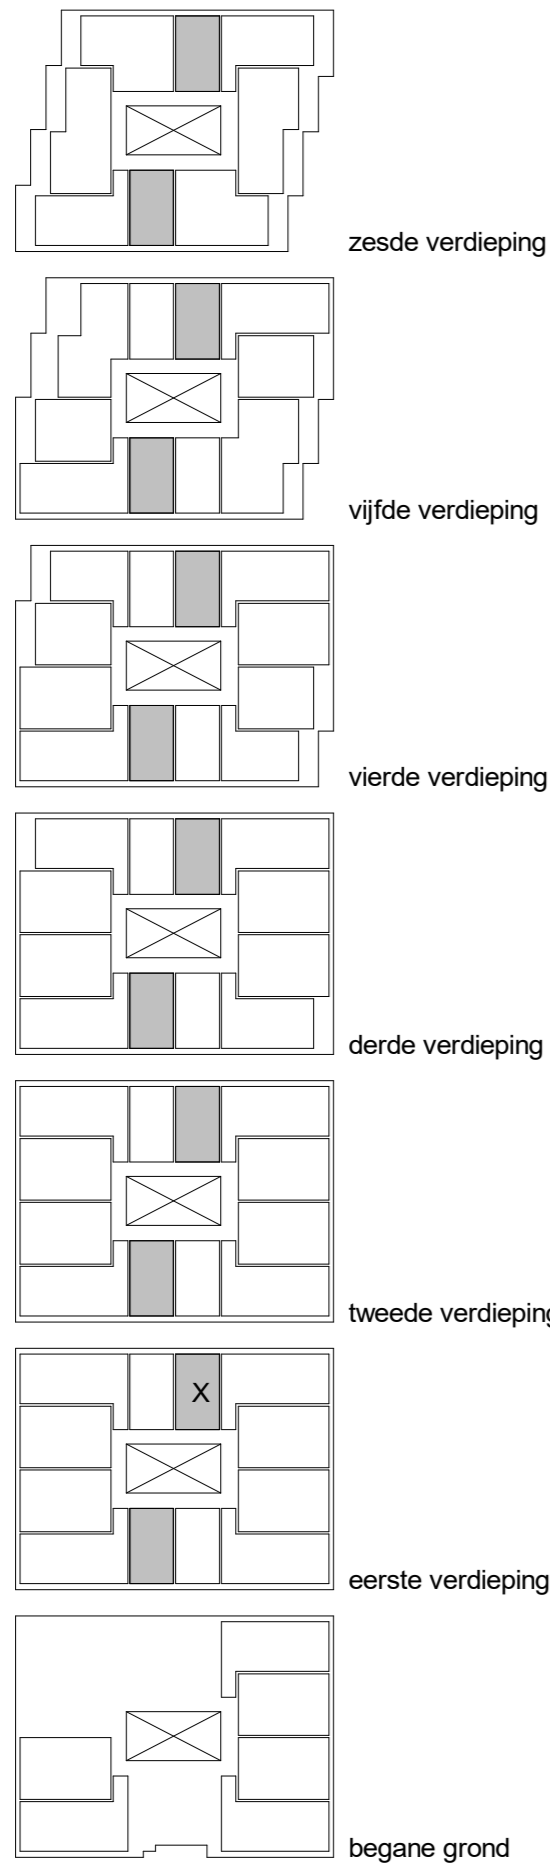 zesde verdieping
vijfde verdieping
vierde verdieping
derde verdieping
tweede verdieping
X
eerste verdieping
begane grond